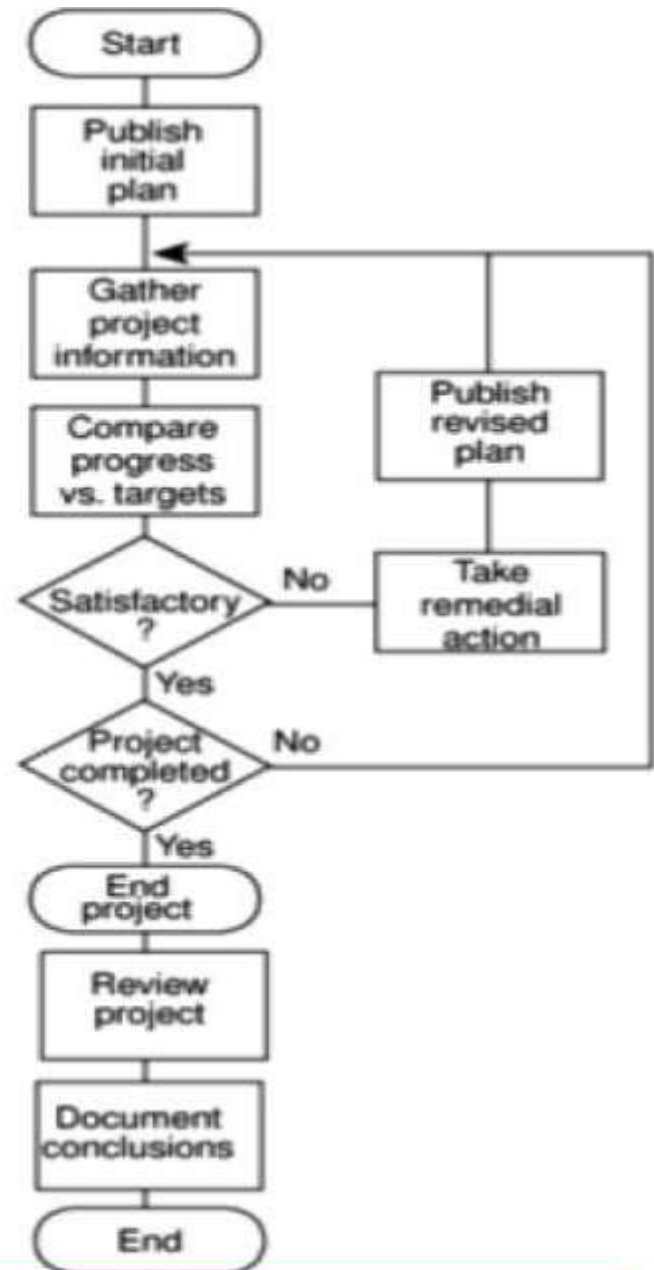 Start
Publish
initial
plan
Gather
project
information
Compare
progress
vs. targets
Satisfactory
?
No
Take
remedial
action
Publish
revised
plan
Yes
Project
completed
?
No
Yes
End
project
Review
project
Document
conclusions
End